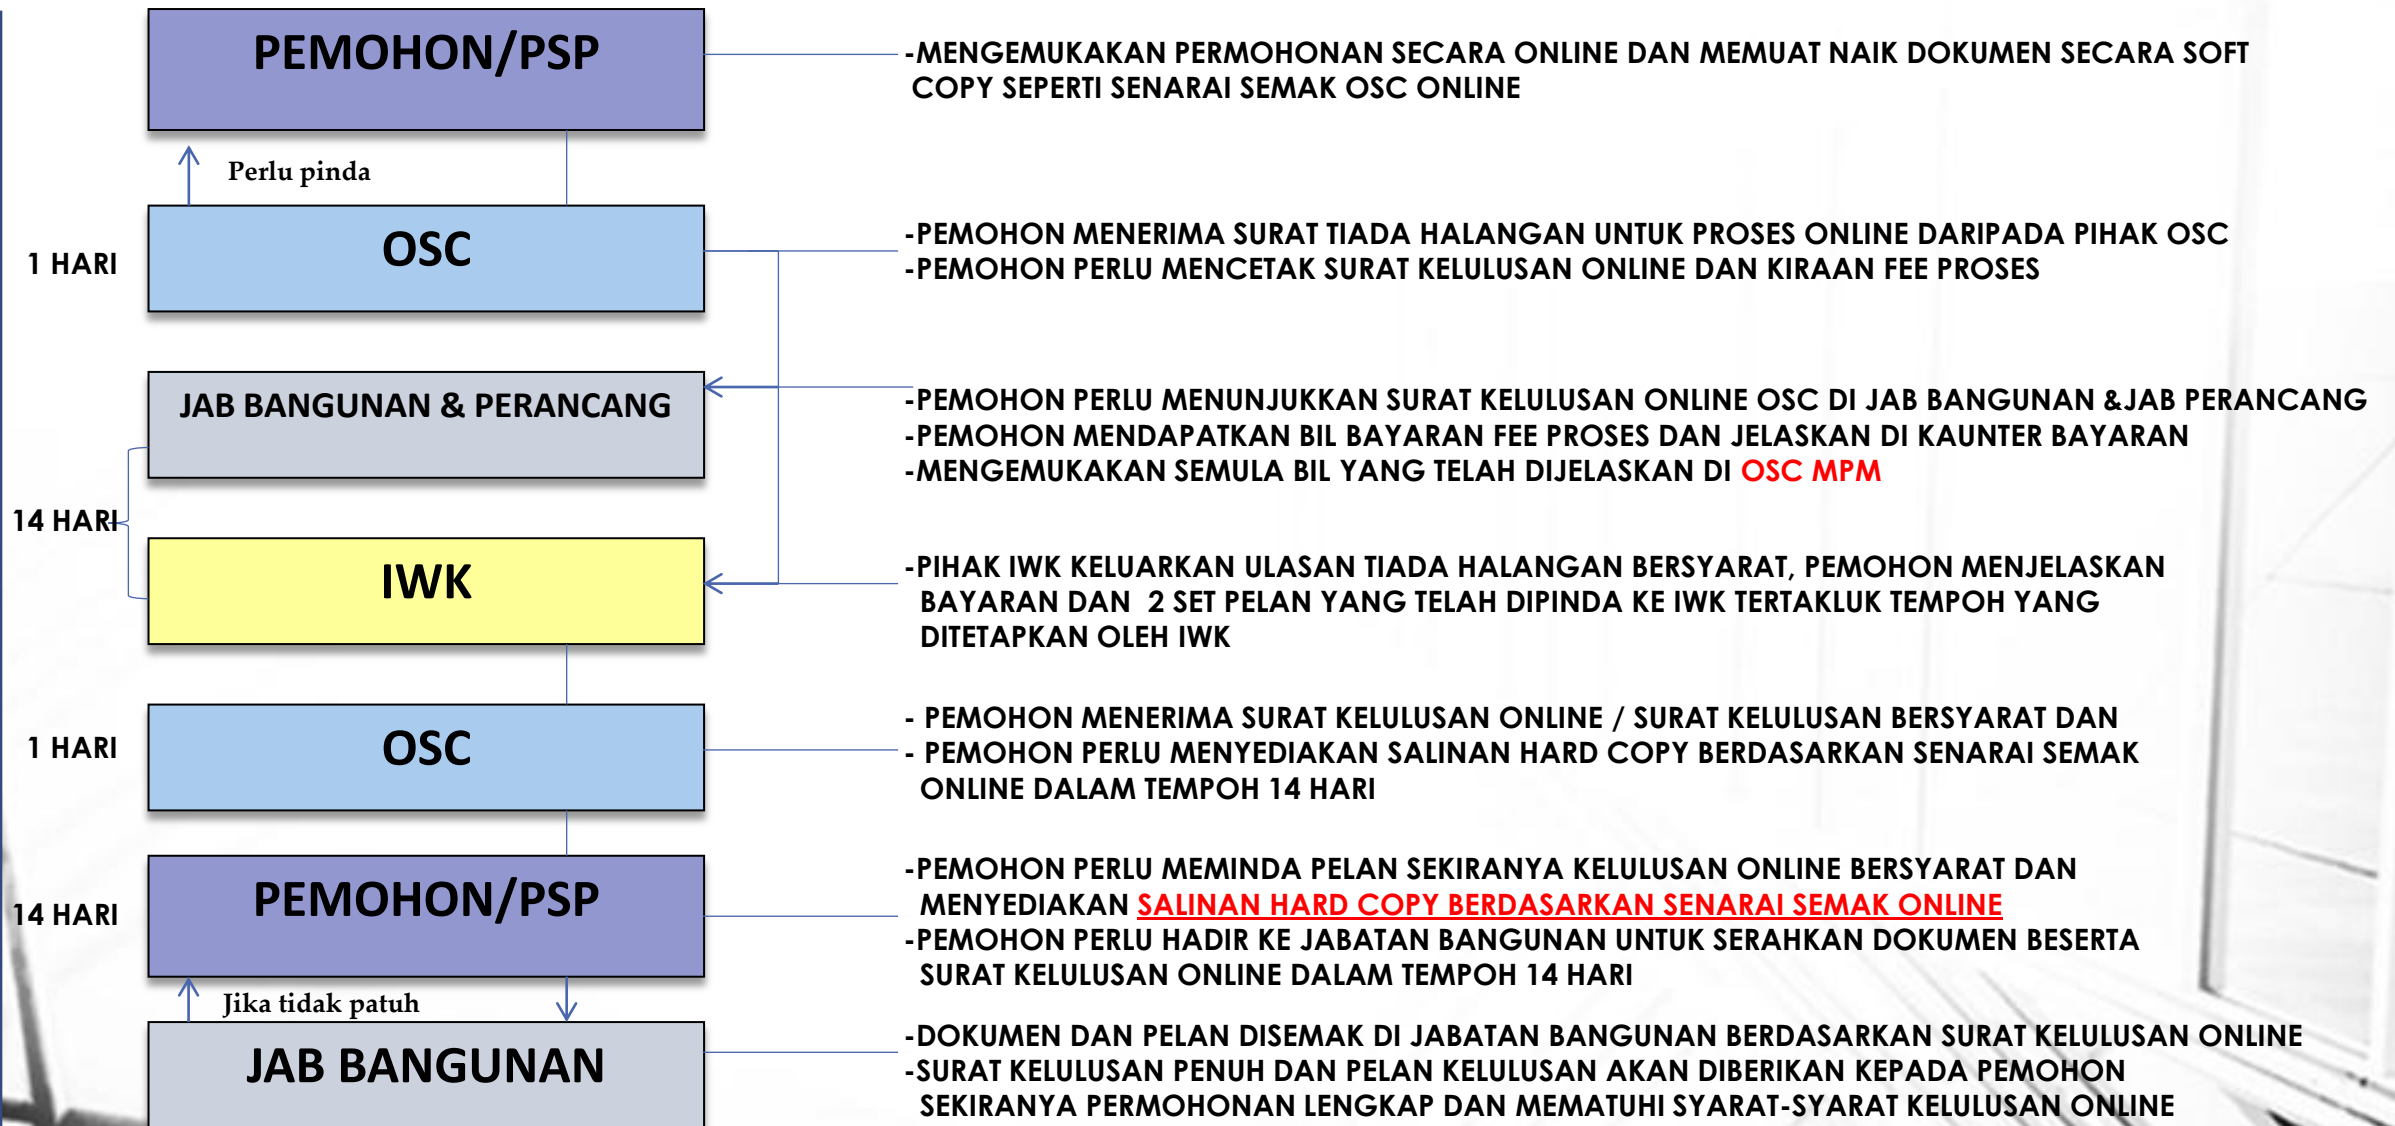 PEMOHON/PSP
-MENGEMUKAKAN PERMOHONAN SECARA ONLINE DAN MEMUAT NAIK DOKUMEN SECARA SOFT
COPY SEPERTI SENARAI SEMAK OSC ONLINE
Perlu pinda
1 HARI
OSC
-PEMOHON MENERIMA SURAT TIADA HALANGAN UNTUK PROSES ONLINE DARIPADA PIHAK OSC
-PEMOHON PERLU MENCETAK SURAT KELULUSAN ONLINE DAN KIRAAN FEE PROSES
JAB BANGUNAN & PERANCANG
-PEMOHON PERLU MENUNJUKKAN SURAT KELULUSAN ONLINE OSC DI JAB BANGUNAN &JAB PERANCANG
-PEMOHON MENDAPATKAN BIL BAYARAN FEE PROSES DAN JELASKAN DI KAUNTER BAYARAN
-MENGEMUKAKAN SEMULA BIL YANG TELAH DIJELASKAN DI OSC MPM
14 HARI
IWK
-PIHAK IWK KELUARKAN ULASAN TIADA HALANGAN BERSYARAT, PEMOHON MENJELASKAN
BAYARAN DAN 2 SET PELAN YANG TELAH DIPINDA KE IWK TERTAKLUK TEMPOH YANG
DITETAPKAN OLEH IWK
1 HARI
OSC
- PEMOHON MENERIMA SURAT KELULUSAN ONLINE / SURAT KELULUSAN BERSYARAT DAN
- PEMOHON PERLU MENYEDIAKAN SALINAN HARD COPY BERDASARKAN SENARAI SEMAK
ONLINE DALAM TEMPOH 14 HARI
14 HARI
PEMOHON/PSP
-PEMOHON PERLU MEMINDA PELAN SEKIRANYA KELULUSAN ONLINE BERSYARAT DAN
MENYEDIAKAN SALINAN HARD COPY BERDASARKAN SENARAI SEMAK ONLINE
-PEMOHON PERLU HADIR KE JABATAN BANGUNAN UNTUK SERAHKAN DOKUMEN BESERTA
SURAT KELULUSAN ONLINE DALAM TEMPOH 14 HARI
Jika tidak patuh
JAB BANGUNAN
-DOKUMEN DAN PELAN DISEMAK DI JABATAN BANGUNAN BERDASARKAN SURAT KELULUSAN ONLINE
-SURAT KELULUSAN PENUH DAN PELAN KELULUSAN AKAN DIBERIKAN KEPADA PEMOHON
SEKIRANYA PERMOHONAN LENGKAP DAN MEMATUHI SYARAT-SYARAT KELULUSAN ONLINE